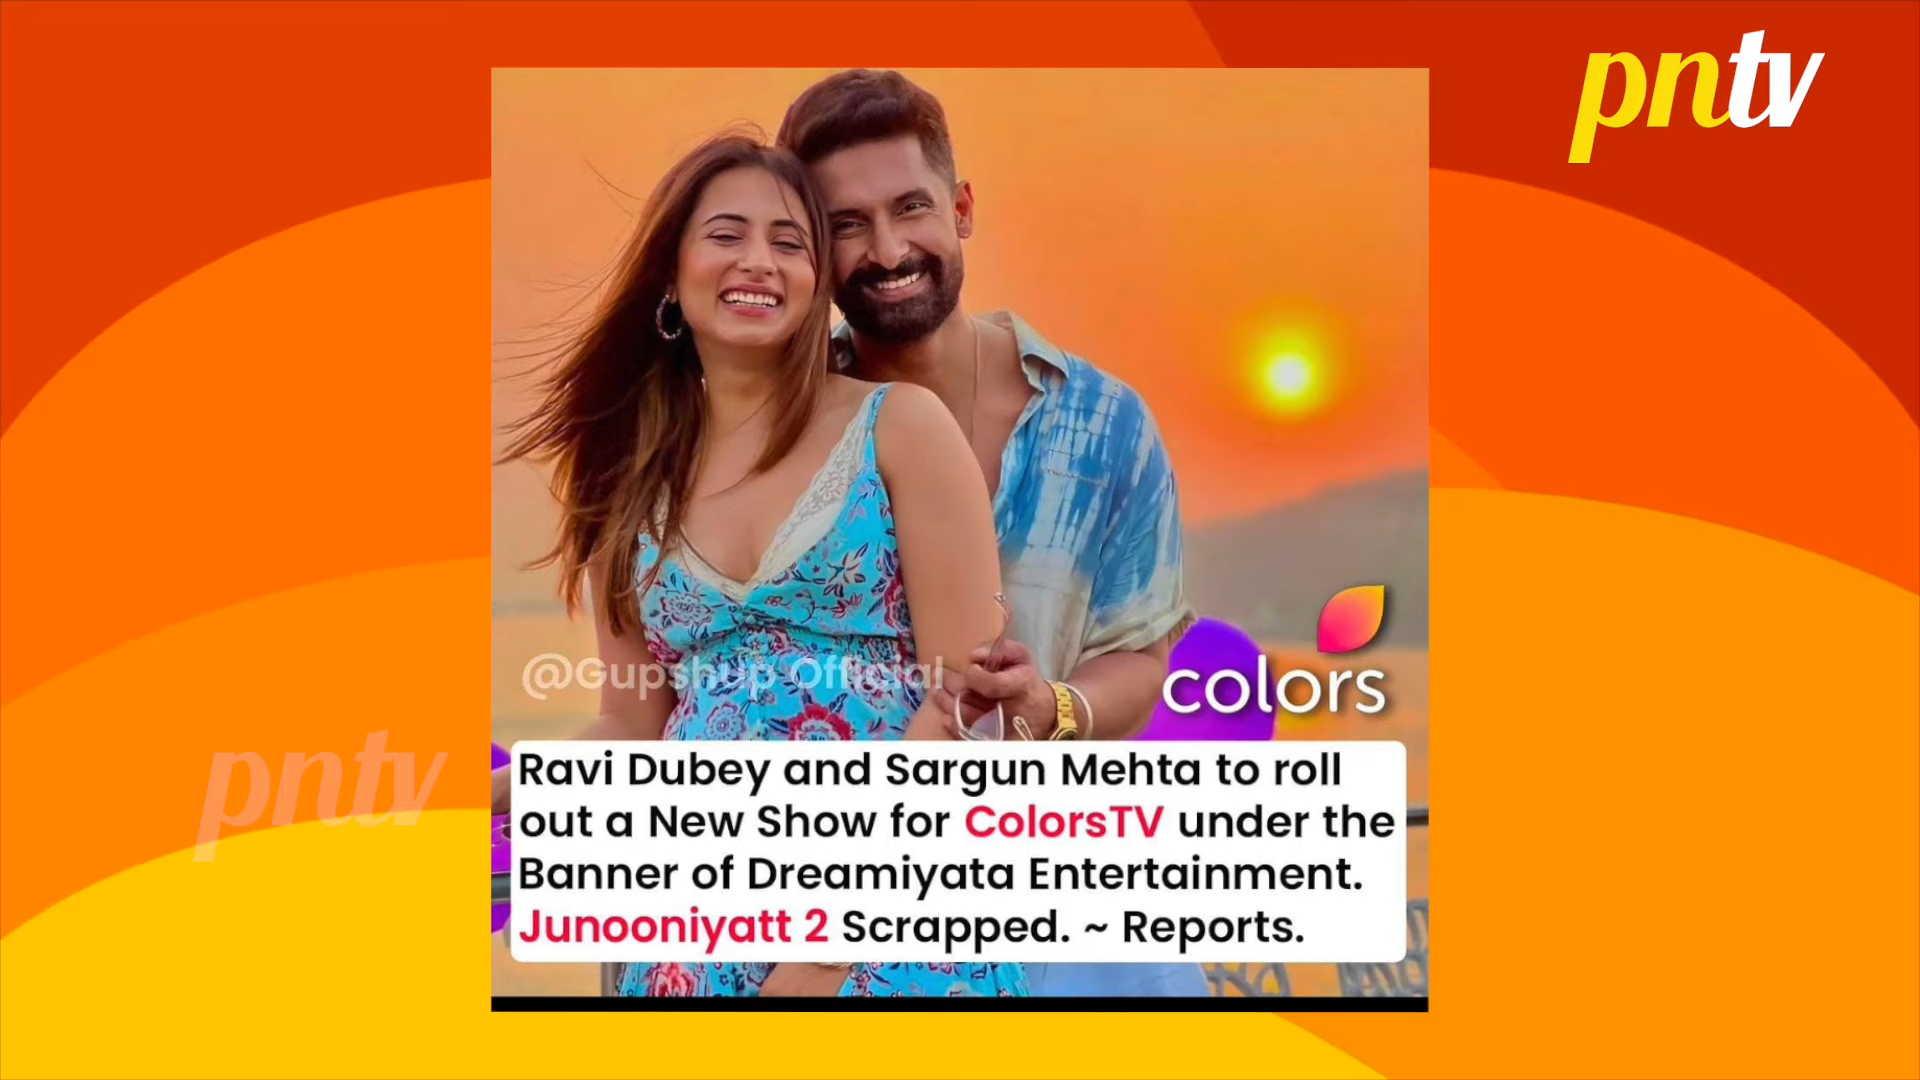 pntv
@Gupshup Official
colors
pntv
Ravi Dubey and Sargun Mehta to roll
out a New Show for ColorsTV under the
Banner of Dreamiyata Entertainment.
Junooniyatt 2 Scrapped. ~ Reports.